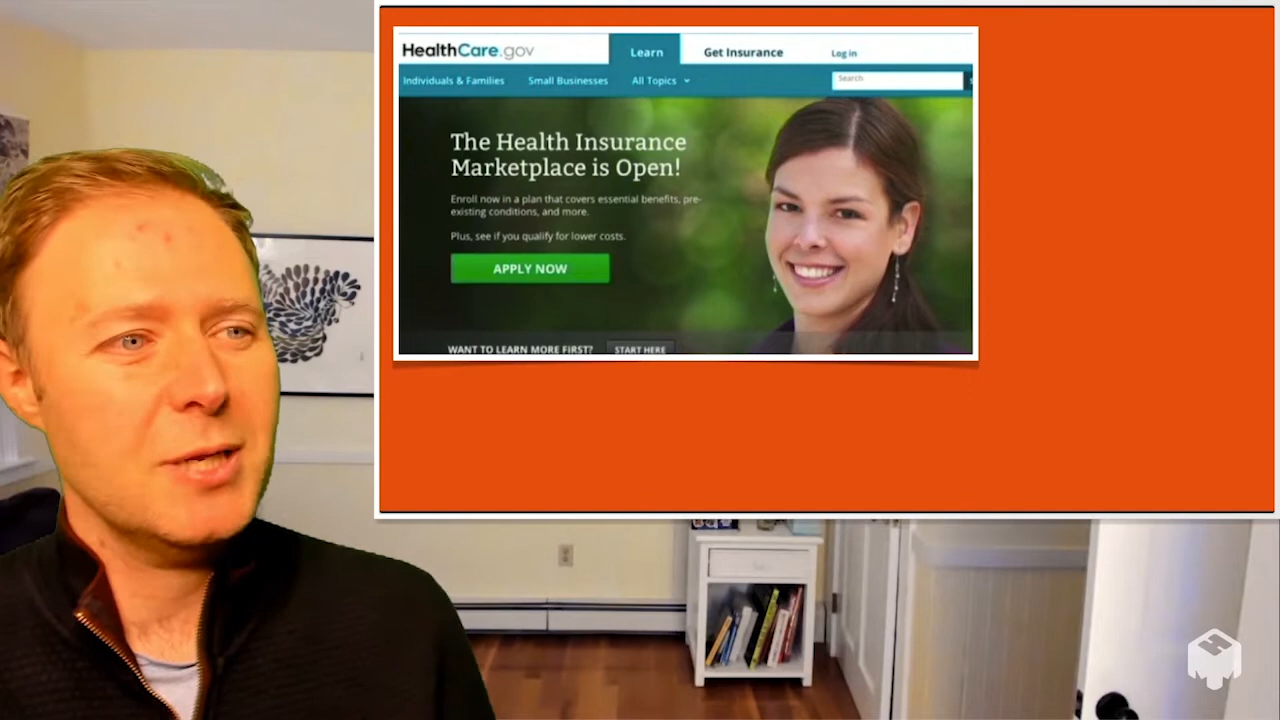 HealthCare.gov
Learn
Get Insurance
Log in
Individuals & Families
Small Businesses
All Topics
Search
The Health Insurance
Marketplace is Open!
Enroll now in a plan that covers essential benefits, pre-
existing conditions, and more.
Plus, see if you qualify for lower costs.
APPLY NOW
WANT TO LEARN MORE FIRST?
START HERE